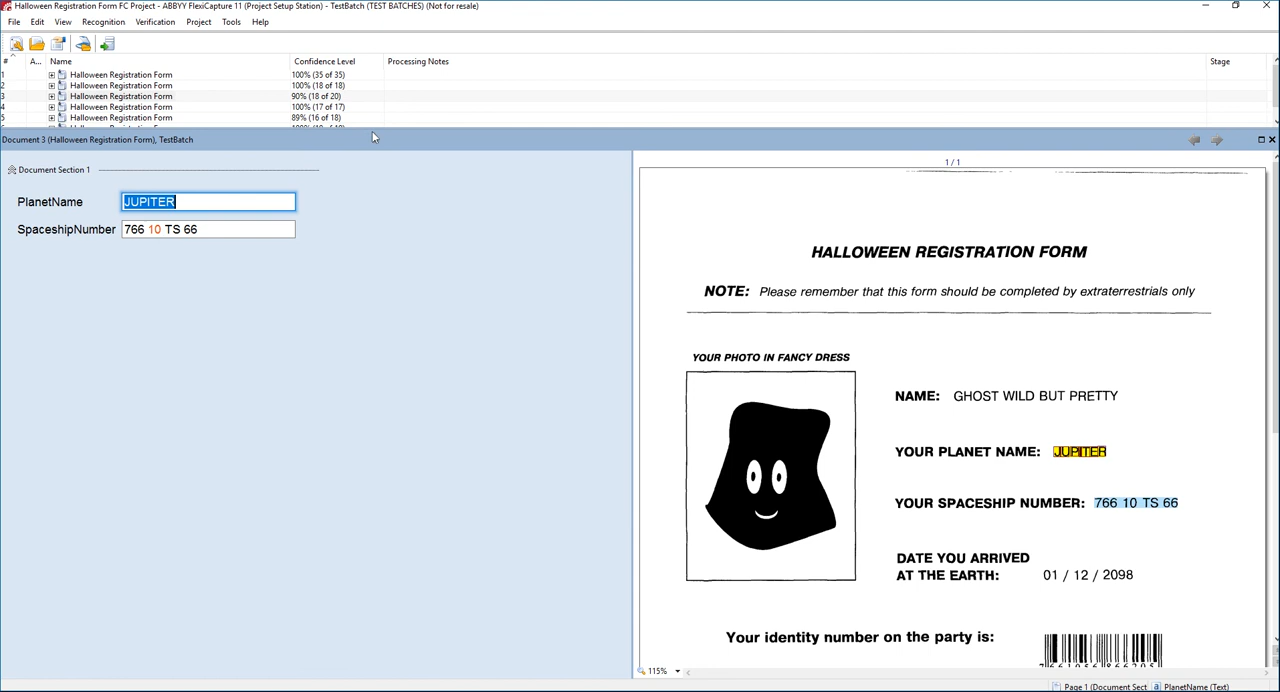 Halloween Registration Form FC Project - ABBYY FlexiCapture 11 (Project Setup Station) - TestBatch (TEST BATCHES) (Not for resale)
File Edit View Recognition Verification Project Tools Help
# A... Name Confidence Level Processing Notes Stage
1 Halloween Registration Form 100% (35 of 35)
2 Halloween Registration Form 100% (18 of 18)
3 Halloween Registration Form 90% (18 of 20)
4 Halloween Registration Form 100% (17 of 17)
5 Halloween Registration Form 89% (16 of 18)
Document 3 (Halloween Registration Form), TestBatch
Document Section 1
PlanetName JUPITER
SpaceshipNumber 766 10 TS 66
1 / 1
HALLOWEEN REGISTRATION FORM
NOTE: Please remember that this form should be completed by extraterrestrials only
YOUR PHOTO IN FANCY DRESS
NAME: GHOST WILD BUT PRETTY
YOUR PLANET NAME: JUPITER
YOUR SPACESHIP NUMBER: 766 10 TS 66
DATE YOU ARRIVED
AT THE EARTH: 01 / 12 / 2098
Your identity number on the party is:
115%
Page 1 (Document Sect PlanetName (Text)